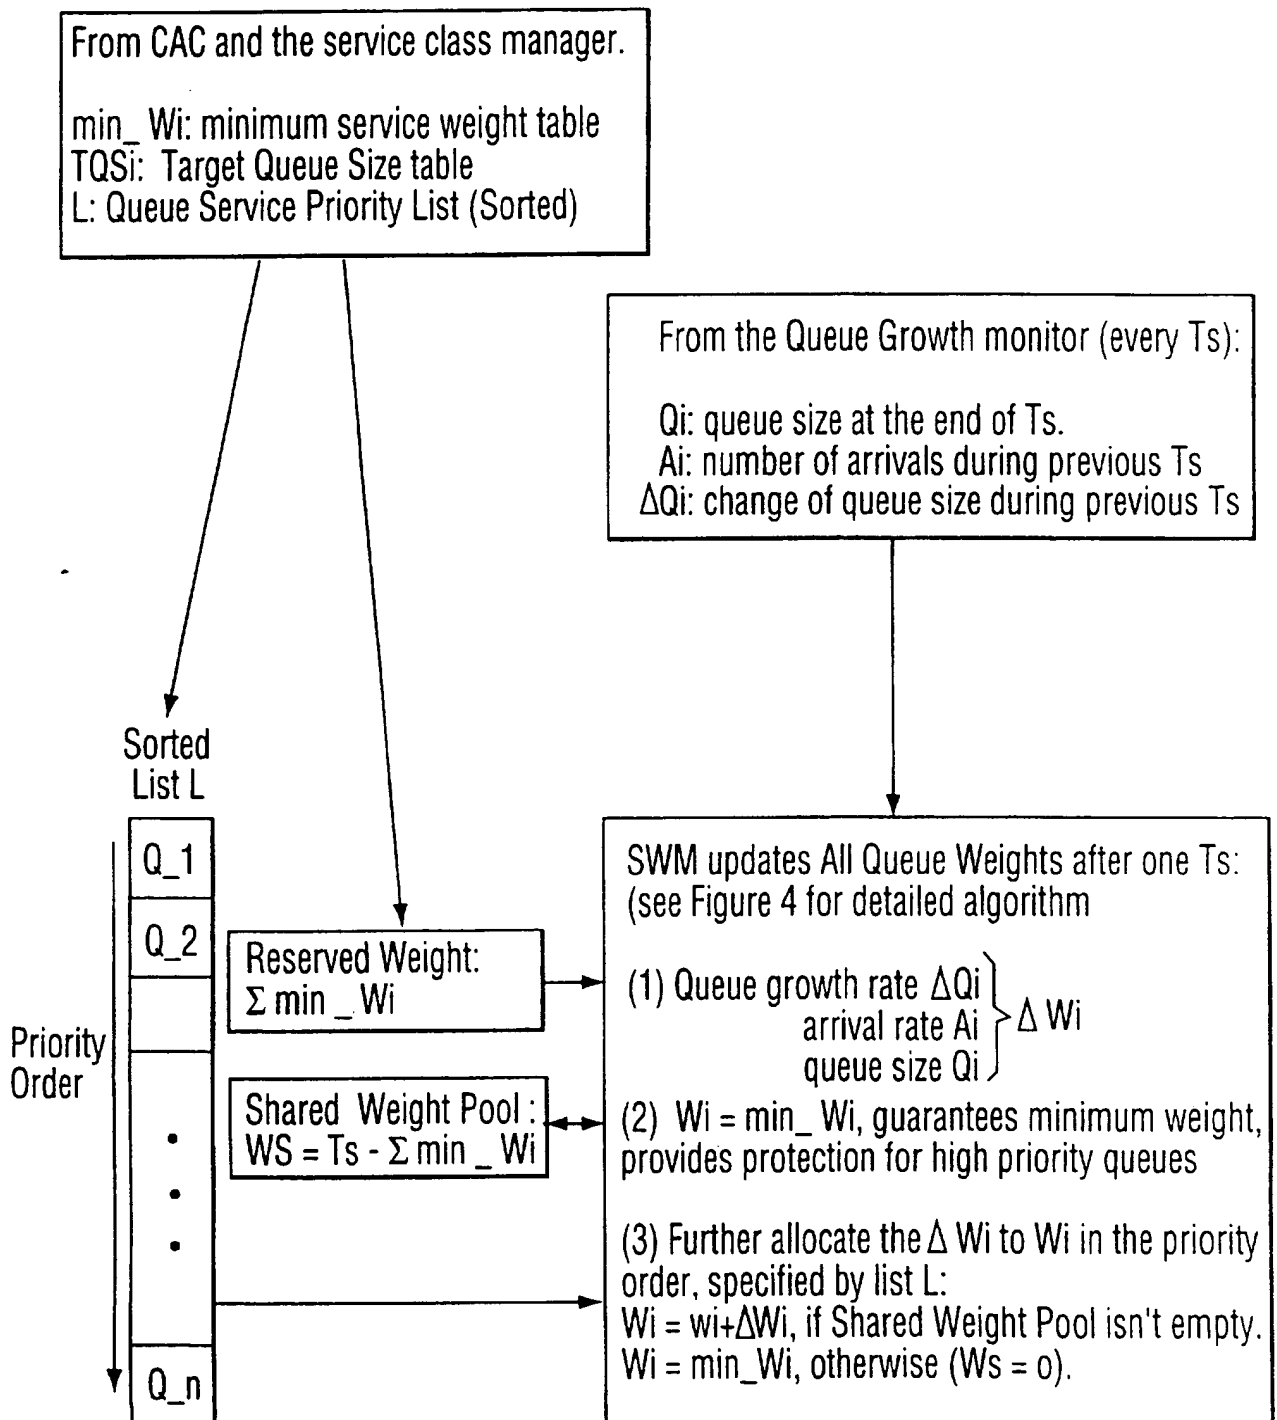 From CAC and the service class manager.
min_ Wi: minimum service weight table
TQSi: Target Queue Size table
L: Queue Service Priority List (Sorted)
From the Queue Growth monitor (every Ts):
Qi: queue size at the end of Ts.
Ai: number of arrivals during previous Ts
ΔQi: change of queue size during previous Ts
Sorted
List L
Q_1
Q_2
Q_n
Priority
Order
Reserved Weight:
Σ min _ Wi
Shared Weight Pool :
WS = Ts - Σ min _ Wi
SWM updates All Queue Weights after one Ts:
(see Figure 4 for detailed algorithm
(1) Queue growth rate ΔQi
arrival rate Ai
queue size Qi
Δ Wi
(2) Wi = min_ Wi, guarantees minimum weight,
provides protection for high priority queues
(3) Further allocate the Δ Wi to Wi in the priority
order, specified by list L:
Wi = wi+ΔWi, if Shared Weight Pool isn't empty.
Wi = min_Wi, otherwise (Ws = o).